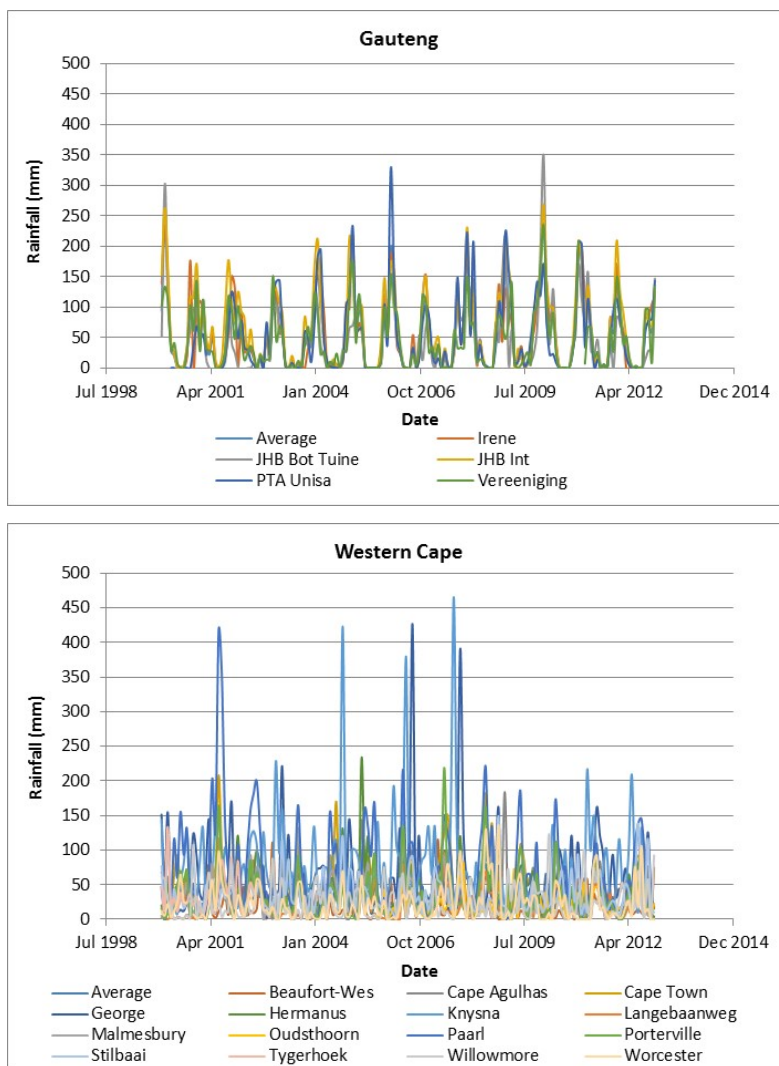 Gauteng
500
450
400
350
300
250
200
150
100
50
0
Rainfall (mm)
Jul 1998 Apr 2001 Jan 2004 Oct 2006 Jul 2009 Apr 2012 Dec 2014
Date
Average Irene
JHB Bot Tuine JHB Int
PTA Unisa Vereeniging
Western Cape
500
450
400
350
300
250
200
150
100
50
0
Rainfall (mm)
Jul 1998 Apr 2001 Jan 2004 Oct 2006 Jul 2009 Apr 2012 Dec 2014
Date
Average Beaufort-Wes Cape Agulhas Cape Town
George Hermanus Knysna Langebaanweg
Malmesbury Oudsthoorn Paarl Porterville
Stilbaai Tygerhoek Willowmore Worcester